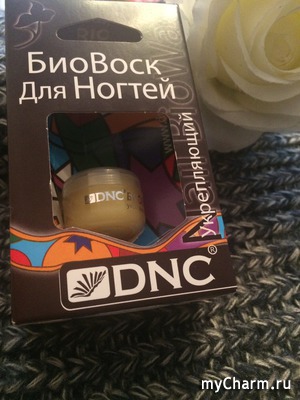 БиоВоск
Для Ногтей
укрепляющий
DNC
DNC®
myCharm.ru